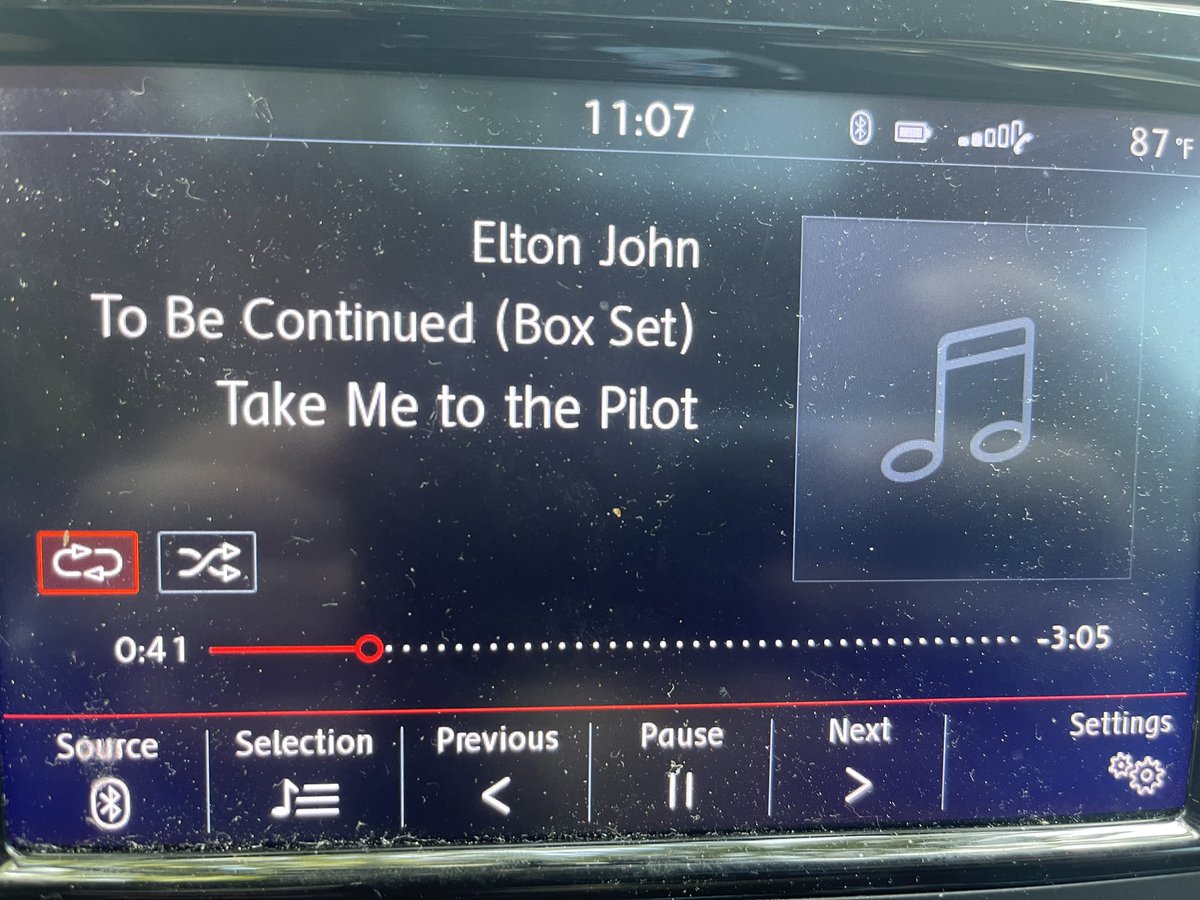 11:07
87 °F
Elton John
To Be Continued (Box Set)
Take Me to the Pilot
0:41
-3:05
Source
Selection
Previous
Pause
Next
Settings